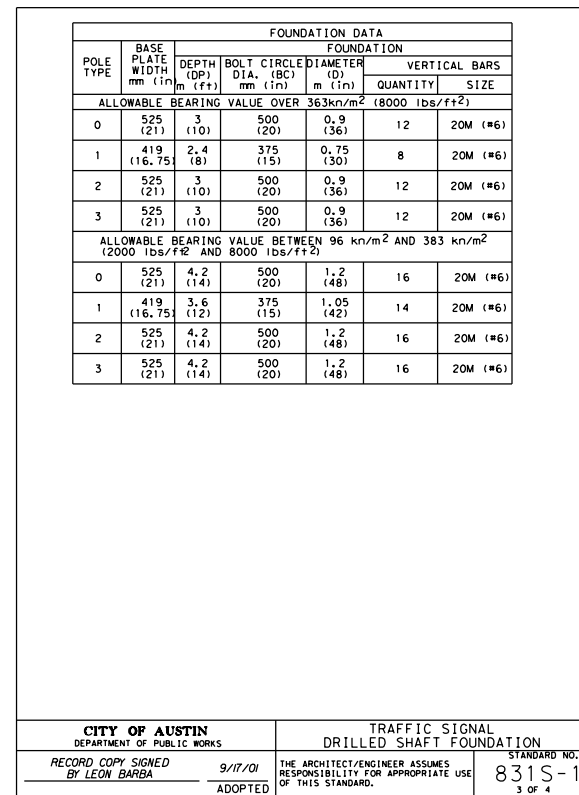 FOUNDATION DATA
POLE TYPE
BASE PLATE WIDTH mm (in)
FOUNDATION
DEPTH (DP) m (ft)
BOLT CIRCLE DIA. (BC) mm (in)
DIAMETER (D) m (in)
VERTICAL BARS
QUANTITY SIZE
ALLOWABLE BEARING VALUE OVER 363kn/m2 (8000 lbs/ft2)
0 525 (21) 3 (10) 500 (20) 0.9 (36) 12 20M (#6)
1 419 (16.75) 2.4 (8) 375 (15) 0.75 (30) 8 20M (#6)
2 525 (21) 3 (10) 500 (20) 0.9 (36) 12 20M (#6)
3 525 (21) 3 (10) 500 (20) 0.9 (36) 12 20M (#6)
ALLOWABLE BEARING VALUE BETWEEN 96 kn/m2 AND 383 kn/m2
(2000 lbs/ft2 AND 8000 lbs/ft2)
0 525 (21) 4.2 (14) 500 (20) 1.2 (48) 16 20M (#6)
1 419 (16.75) 3.6 (12) 375 (15) 1.05 (42) 14 20M (#6)
2 525 (21) 4.2 (14) 500 (20) 1.2 (48) 16 20M (#6)
3 525 (21) 4.2 (14) 500 (20) 1.2 (48) 16 20M (#6)
CITY OF AUSTIN
DEPARTMENT OF PUBLIC WORKS
TRAFFIC SIGNAL
DRILLED SHAFT FOUNDATION
RECORD COPY SIGNED
BY LEON BARBA
9/17/01
ADOPTED
THE ARCHITECT/ENGINEER ASSUMES
RESPONSIBILITY FOR APPROPRIATE USE
OF THIS STANDARD.
STANDARD NO.
831S-1
3 OF 4